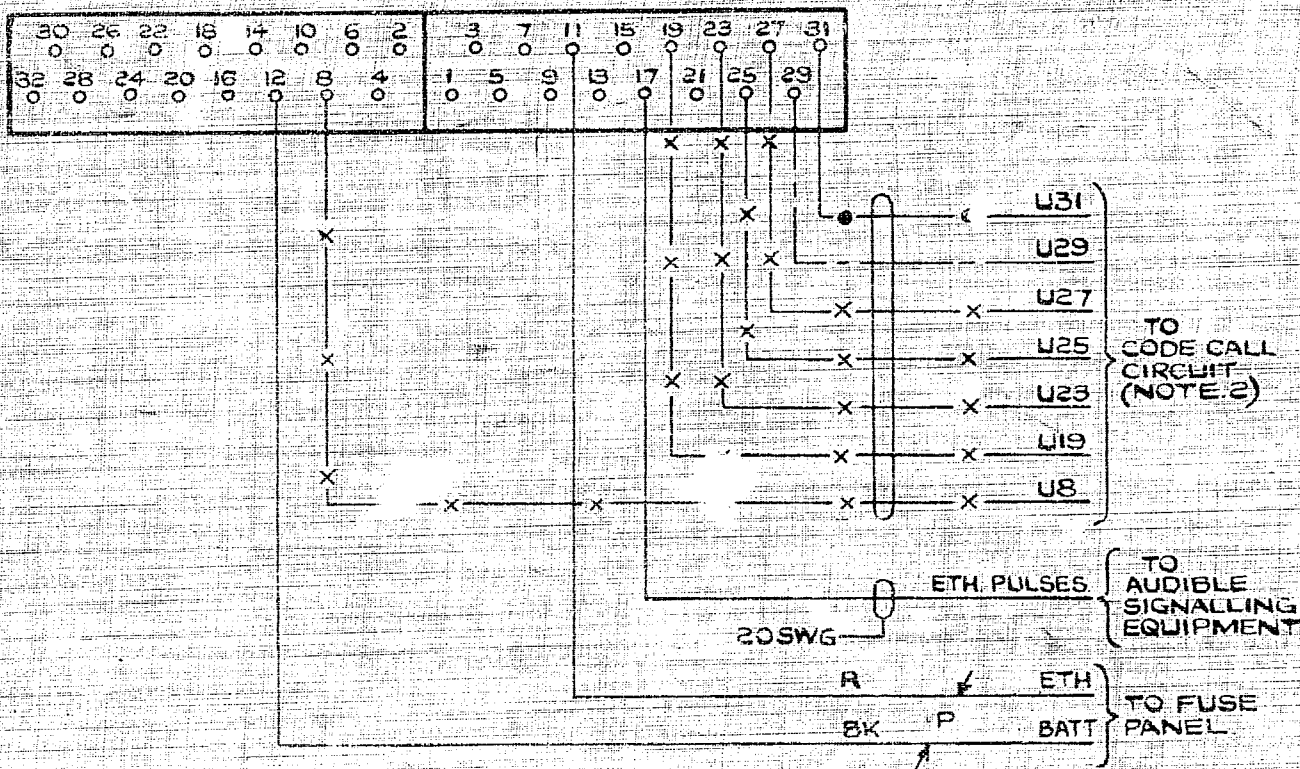 30 26 22 18 14 10 6 2 3 7 11 15 19 23 27 31
32 28 24 20 16 12 8 4 1 5 9 13 17 21 25 29
U31
U29
U27
U25
U23
U19
U8
TO
CODE CALL
CIRCUIT
(NOTE.2)
ETH. PULSES
20SWG
TO
AUDIBLE
SIGNALLING
EQUIPMENT
R ETH
BK P BATT
TO FUSE
PANEL